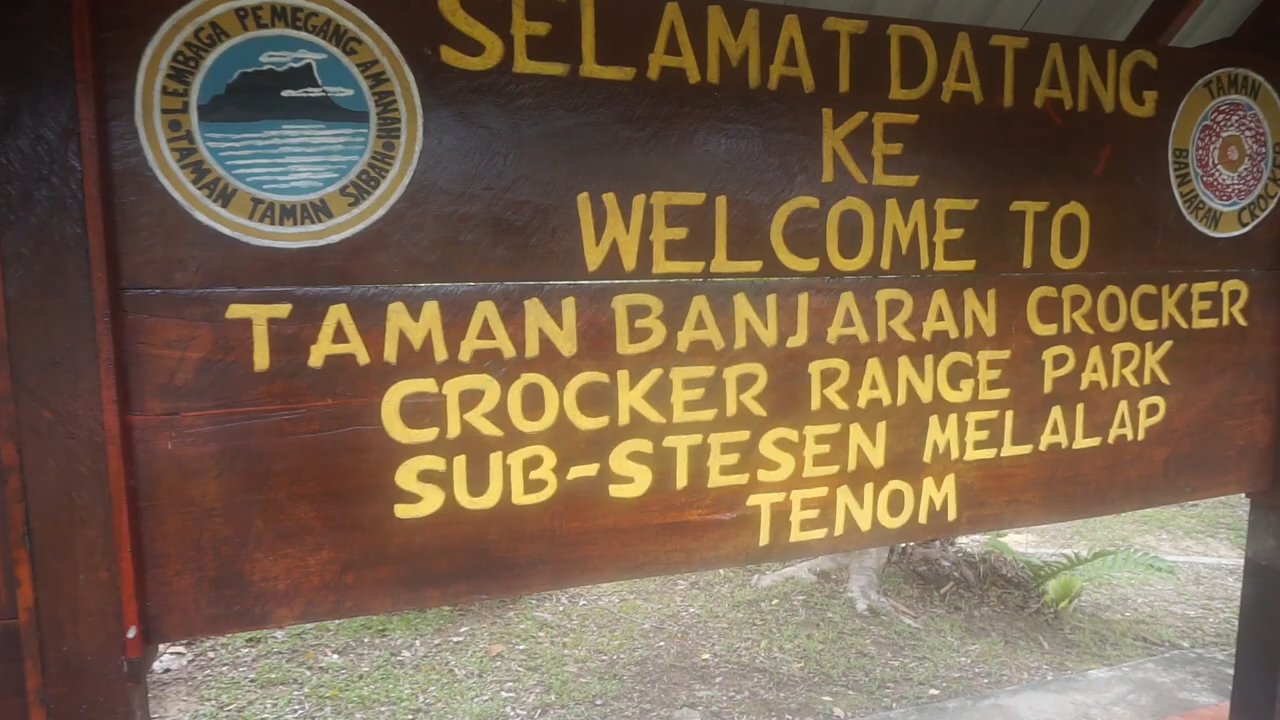 LEMBAGA PEMEGANG AMANAH
TAMAN TAMAN SABAH
SELAMAT DATANG
KE
WELCOME TO
TAMAN BANJARAN CROCKER
CROCKER RANGE PARK
SUB-STESEN MELALAP
TENOM
TAMAN
BANJARAN CROCKER